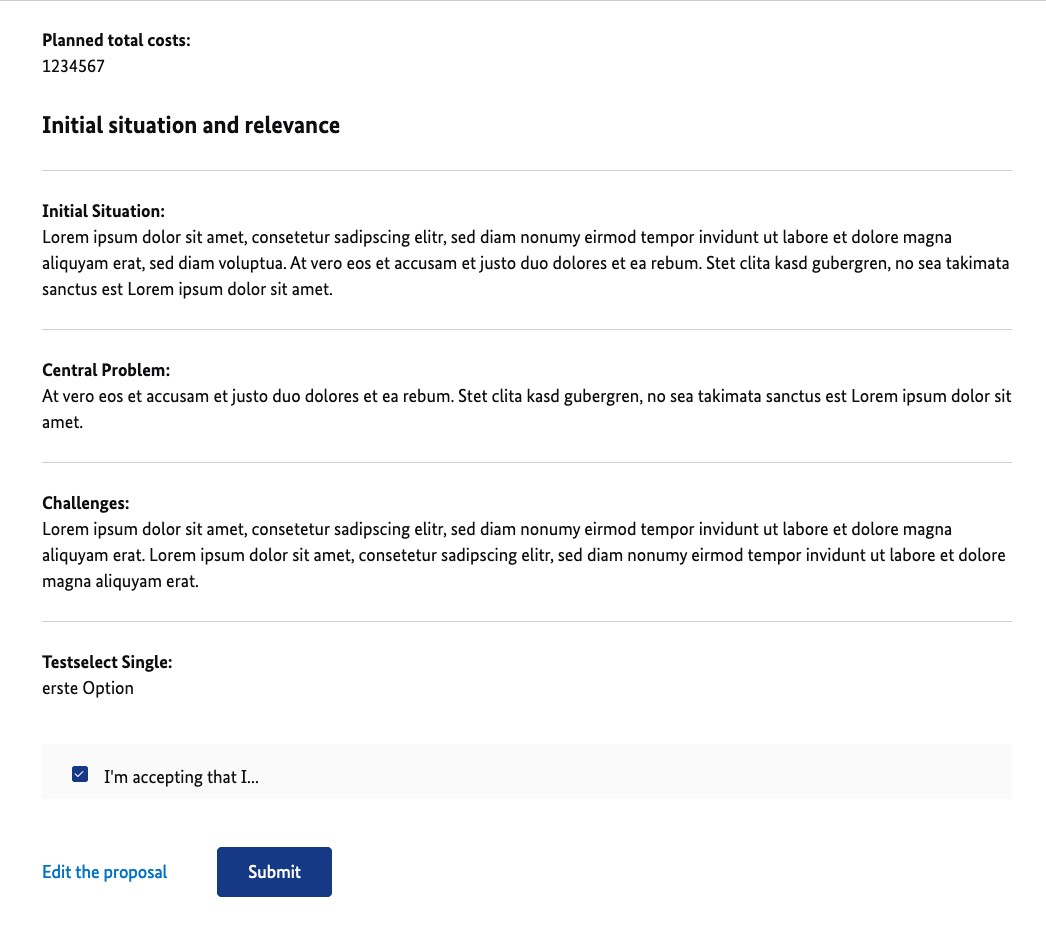 Planned total costs:
1234567
Initial situation and relevance
Initial Situation:
Lorem ipsum dolor sit amet, consetetur sadipscing elitr, sed diam nonumy eirmod tempor invidunt ut labore et dolore magna
aliquyam erat, sed diam voluptua. At vero eos et accusam et justo duo dolores et ea rebum. Stet clita kasd gubergren, no sea takimata
sanctus est Lorem ipsum dolor sit amet.
Central Problem:
At vero eos et accusam et justo duo dolores et ea rebum. Stet clita kasd gubergren, no sea takimata sanctus est Lorem ipsum dolor sit
amet.
Challenges:
Lorem ipsum dolor sit amet, consetetur sadipscing elitr, sed diam nonumy eirmod tempor invidunt ut labore et dolore magna
aliquyam erat. Lorem ipsum dolor sit amet, consetetur sadipscing elitr, sed diam nonumy eirmod tempor invidunt ut labore et dolore
magna aliquyam erat.
Testselect Single:
erste Option
I'm accepting that I...
Edit the proposal
Submit